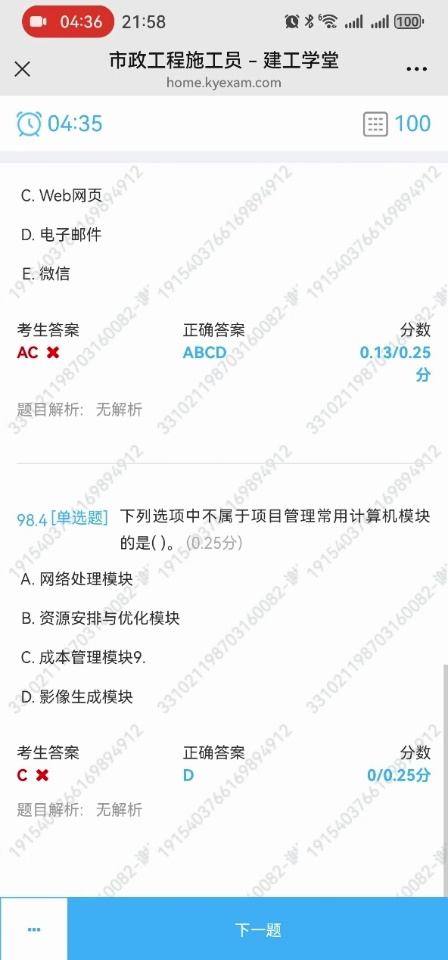 04:36 21:58 6 100
市政工程施工员 - 建工学堂
home.kyexam.com
04:35 100
C. Web网页
D. 电子邮件
E. 微信
考生答案 正确答案 分数
AC ABCD 0.13/0.25
分
题目解析: 无解析
98.4 [单选题] 下列选项中不属于项目管理常用计算机模块
的是( )。(0.25分)
A. 网络处理模块
B. 资源安排与优化模块
C. 成本管理模块9.
D. 影像生成模块
考生答案 正确答案 分数
C D 0/0.25分
题目解析: 无解析
下一题